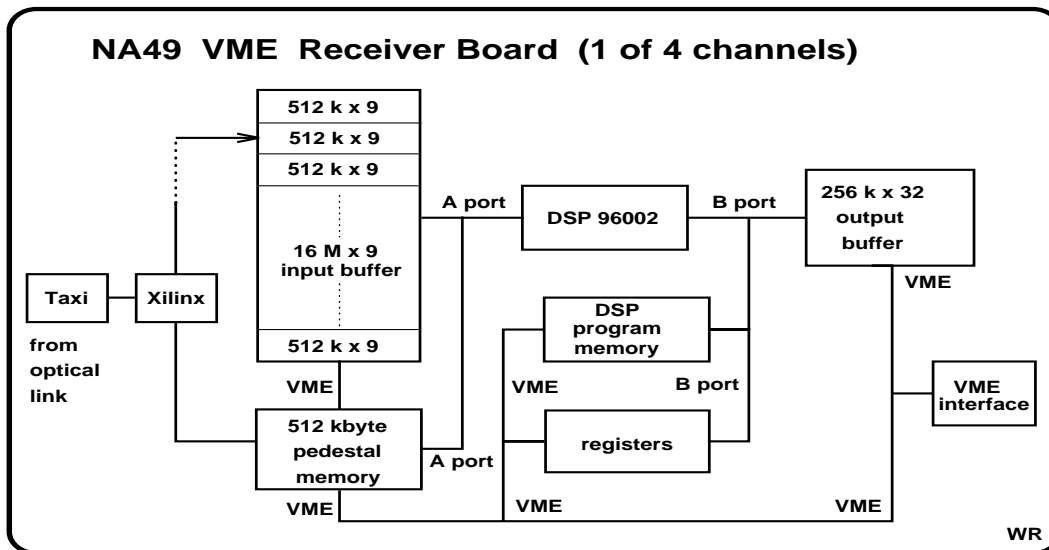 NA49 VME Receiver Board (1 of 4 channels)
512 k x 9
512 k x 9
512 k x 9
16 M x 9
input buffer
512 k x 9
Taxi
Xilinx
from
optical
link
VME
512 kbyte
pedestal
memory
VME
A port
A port
DSP 96002
B port
256 k x 32
output
buffer
VME
DSP
program
memory
VME
B port
registers
VME
VME
VME
interface
WR